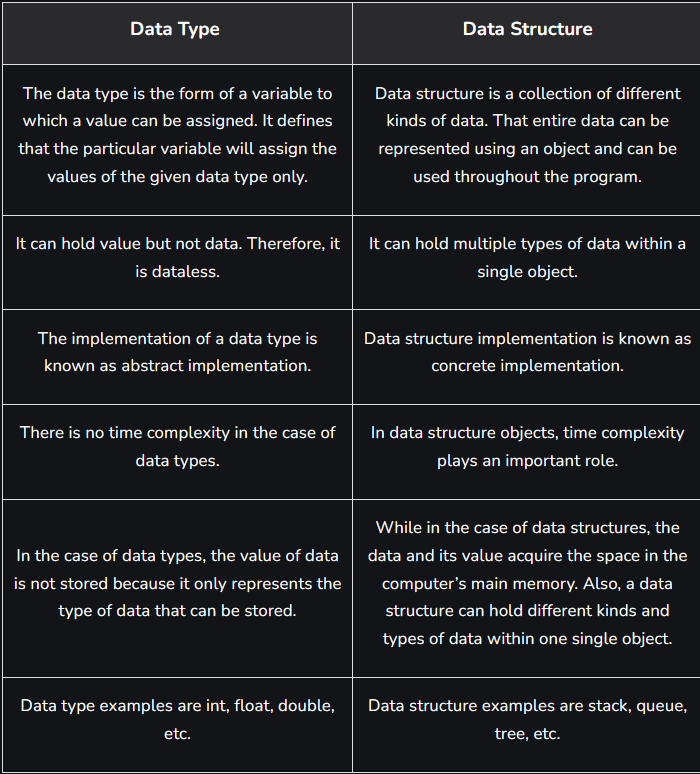 Data Type
Data Structure
The data type is the form of a variable to
which a value can be assigned. It defines
that the particular variable will assign the
values of the given data type only.
Data structure is a collection of different
kinds of data. That entire data can be
represented using an object and can be
used throughout the program.
It can hold value but not data. Therefore, it
is dataless.
It can hold multiple types of data within a
single object.
The implementation of a data type is
known as abstract implementation.
Data structure implementation is known as
concrete implementation.
There is no time complexity in the case of
data types.
In data structure objects, time complexity
plays an important role.
In the case of data types, the value of data
is not stored because it only represents the
type of data that can be stored.
While in the case of data structures, the
data and its value acquire the space in the
computer’s main memory. Also, a data
structure can hold different kinds and
types of data within one single object.
Data type examples are int, float, double,
etc.
Data structure examples are stack, queue,
tree, etc.